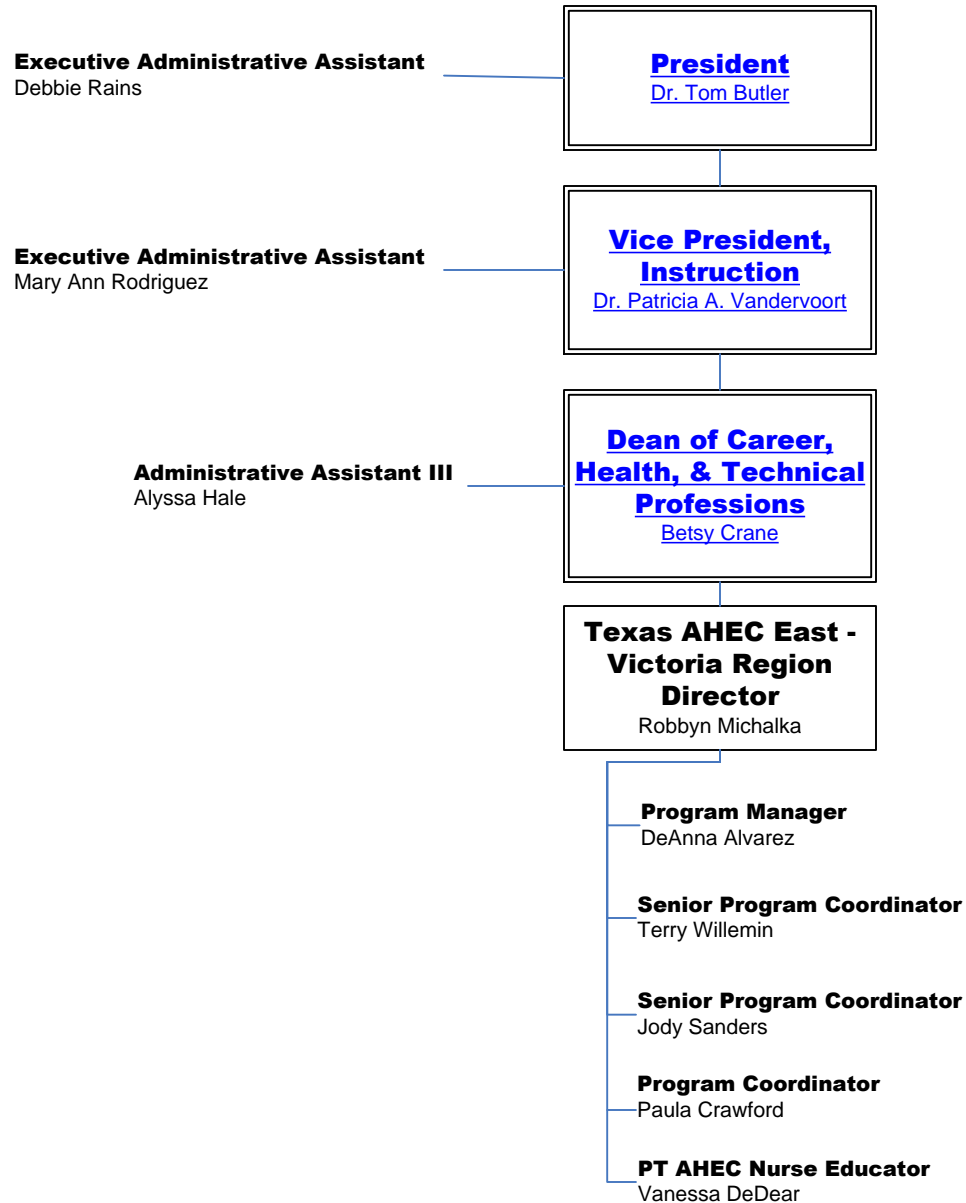 Executive Administrative Assistant
Debbie Rains
President
Dr. Tom Butler
Executive Administrative Assistant
Mary Ann Rodriguez
Vice President,
Instruction
Dr. Patricia A. Vandervoort
Administrative Assistant III
Alyssa Hale
Dean of Career,
Health, & Technical
Professions
Betsy Crane
Texas AHEC East -
Victoria Region
Director
Robbyn Michalka
Program Manager
DeAnna Alvarez
Senior Program Coordinator
Terry Willemin
Senior Program Coordinator
Jody Sanders
Program Coordinator
Paula Crawford
PT AHEC Nurse Educator
Vanessa DeDear